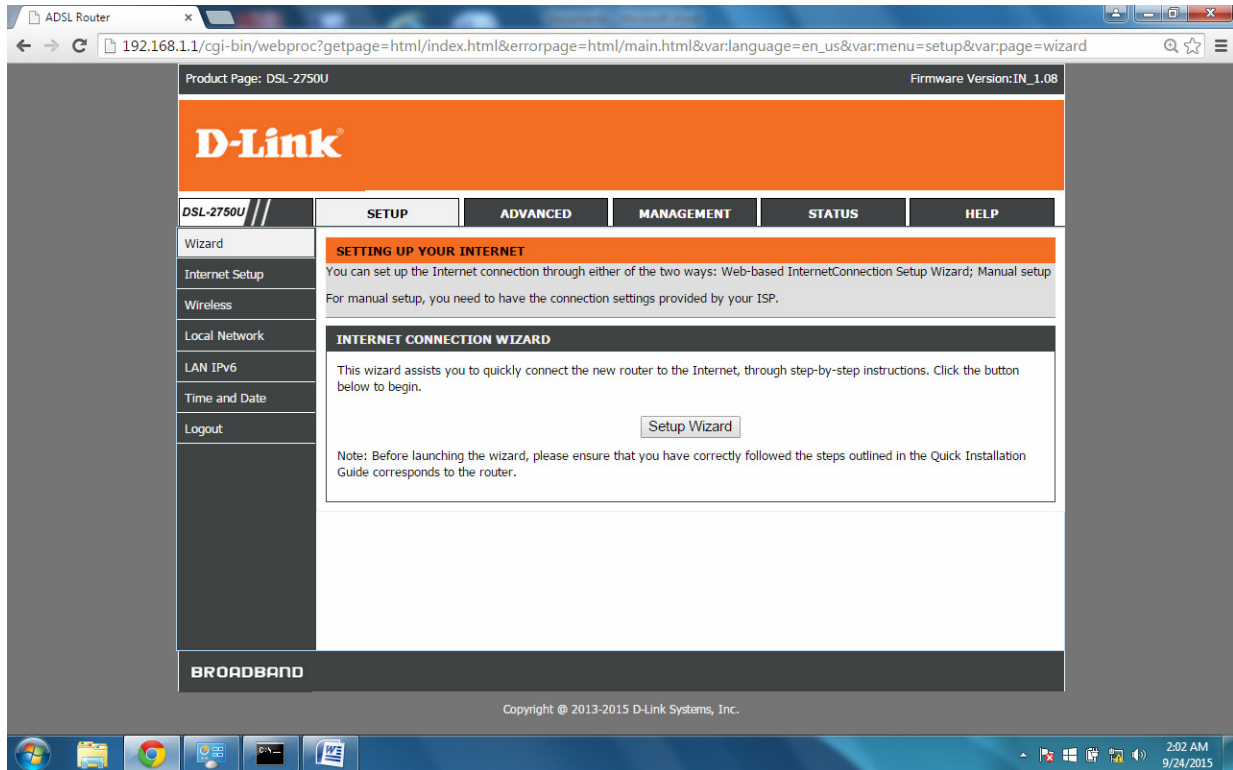 ADSL Router
192.168.1.1/cgi-bin/webproc?getpage=html/index.html&errorpage=html/main.html&var:language=en_us&var:menu=setup&var:page=wizard
Product Page: DSL-2750U
Firmware Version:IN_1.08
D-Link®
DSL-2750U
SETUP
ADVANCED
MANAGEMENT
STATUS
HELP
Wizard
Internet Setup
Wireless
Local Network
LAN IPv6
Time and Date
Logout
SETTING UP YOUR INTERNET
You can set up the Internet connection through either of the two ways: Web-based InternetConnection Setup Wizard; Manual setup
For manual setup, you need to have the connection settings provided by your ISP.
INTERNET CONNECTION WIZARD
This wizard assists you to quickly connect the new router to the Internet, through step-by-step instructions. Click the button
below to begin.
Setup Wizard
Note: Before launching the wizard, please ensure that you have correctly followed the steps outlined in the Quick Installation
Guide corresponds to the router.
BROADBAND
Copyright @ 2013-2015 D-Link Systems, Inc.
2:02 AM
9/24/2015